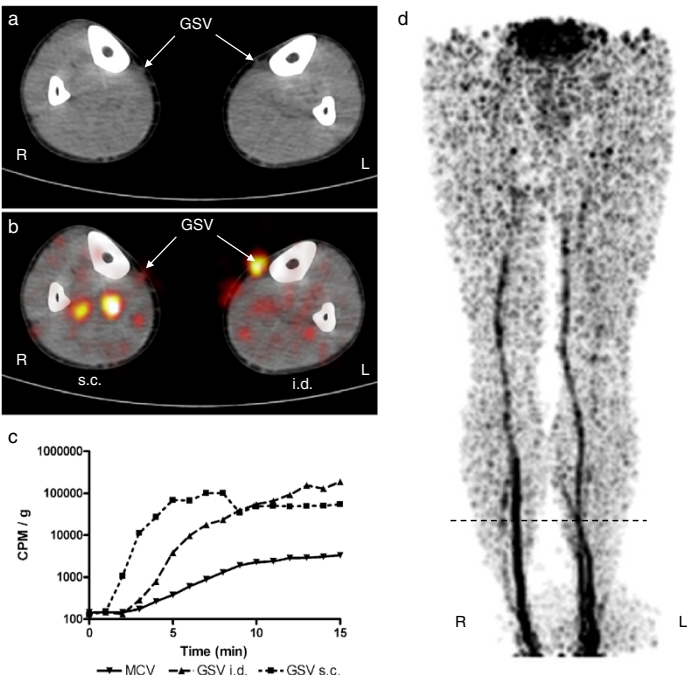 a
GSV
R
L
b
GSV
R
L
s.c.
i.d.
c
1000000
100000
10000
1000
100
CPM / g
0 5 10 15
Time (min)
MCV GSV i.d. GSV s.c.
d
R
L